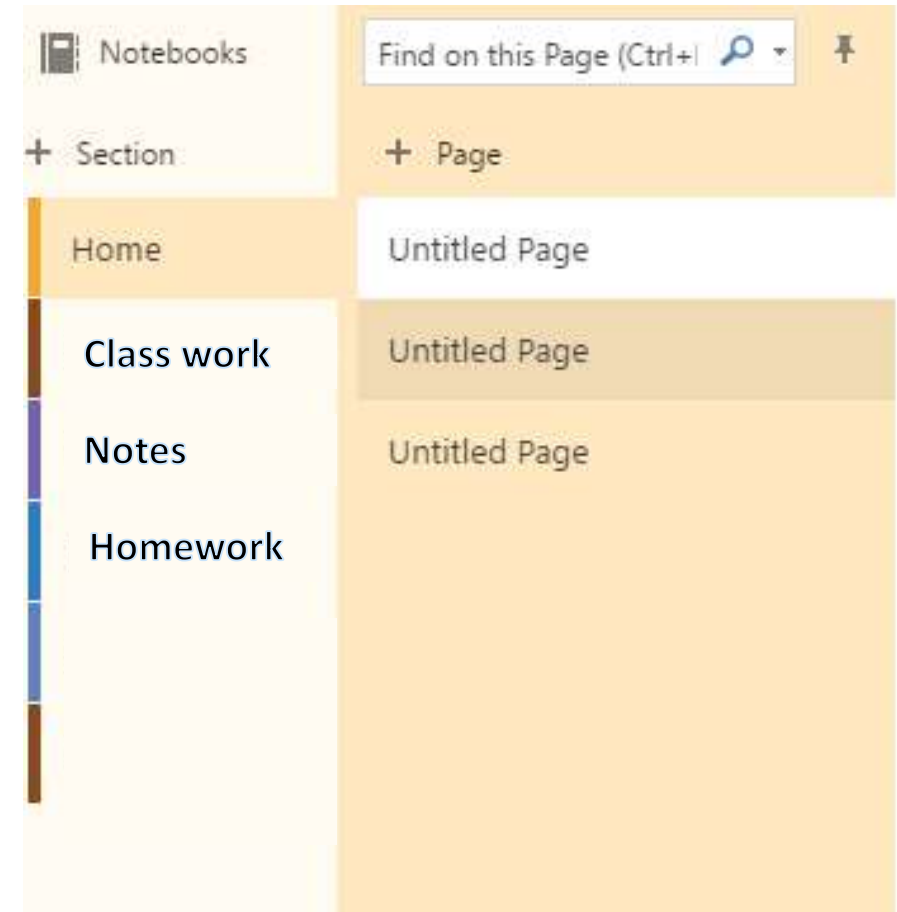 Notebooks
Find on this Page (Ctrl+
+ Section
+ Page
Home
Untitled Page
Class work
Untitled Page
Notes
Untitled Page
Homework